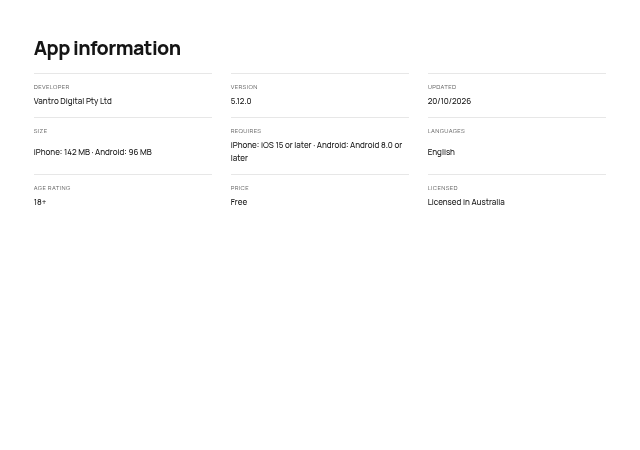 App information
DEVELOPER
Vantro Digital Pty Ltd
VERSION
5.12.0
UPDATED
20/10/2026
SIZE
iPhone: 142 MB · Android: 96 MB
REQUIRES
iPhone: iOS 15 or later · Android: Android 8.0 or
later
LANGUAGES
English
AGE RATING
18+
PRICE
Free
LICENSED
Licensed in Australia